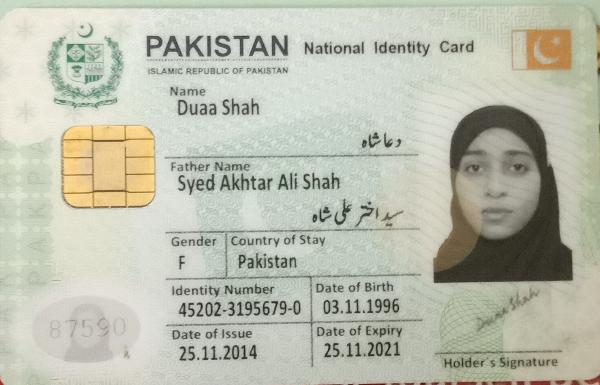 PAKISTAN National Identity Card
ISLAMIC REPUBLIC OF PAKISTAN
Name
Duaa Shah
دعا شاہ
Father Name
Syed Akhtar Ali Shah
سید اختر علی شاہ
Gender Country of Stay
F Pakistan
Identity Number Date of Birth
45202-3195679-0 03.11.1996
Date of Issue Date of Expiry
25.11.2014 25.11.2021
87590
Duaa Shah
Holder's Signature